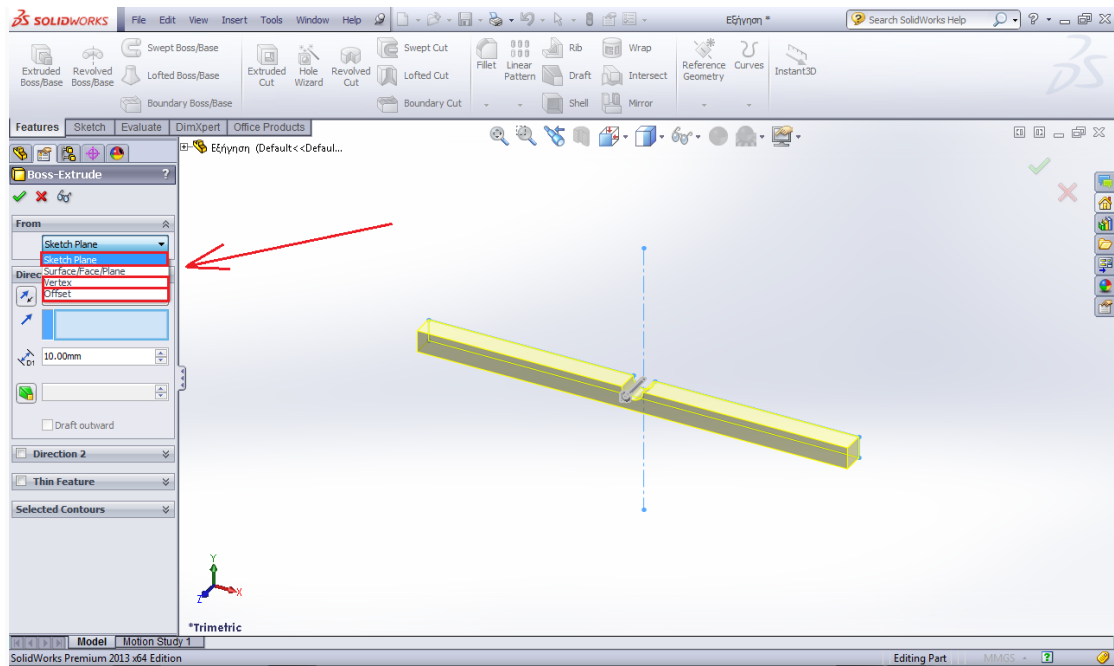 SOLIDWORKS File Edit View Insert Tools Window Help Εξήγηση * Search SolidWorks Help
Extruded Boss/Base
Revolved Boss/Base
Swept Boss/Base
Lofted Boss/Base
Boundary Boss/Base
Extruded Cut
Hole Wizard
Revolved Cut
Swept Cut
Lofted Cut
Boundary Cut
Fillet
Linear Pattern
Rib
Draft
Shell
Wrap
Intersect
Mirror
Reference Geometry
Curves
Instant3D
Features Sketch Evaluate DimXpert Office Products
Εξήγηση (Default<<Defaul...
Boss-Extrude ?
From
Sketch Plane
Sketch Plane
Surface/Face/Plane
Direc
Vertex
Offset
D1 10.00mm
Draft outward
Direction 2
Thin Feature
Selected Contours
Y
X
Z
*Trimetric
Model Motion Study 1
SolidWorks Premium 2013 x64 Edition Editing Part MMGS